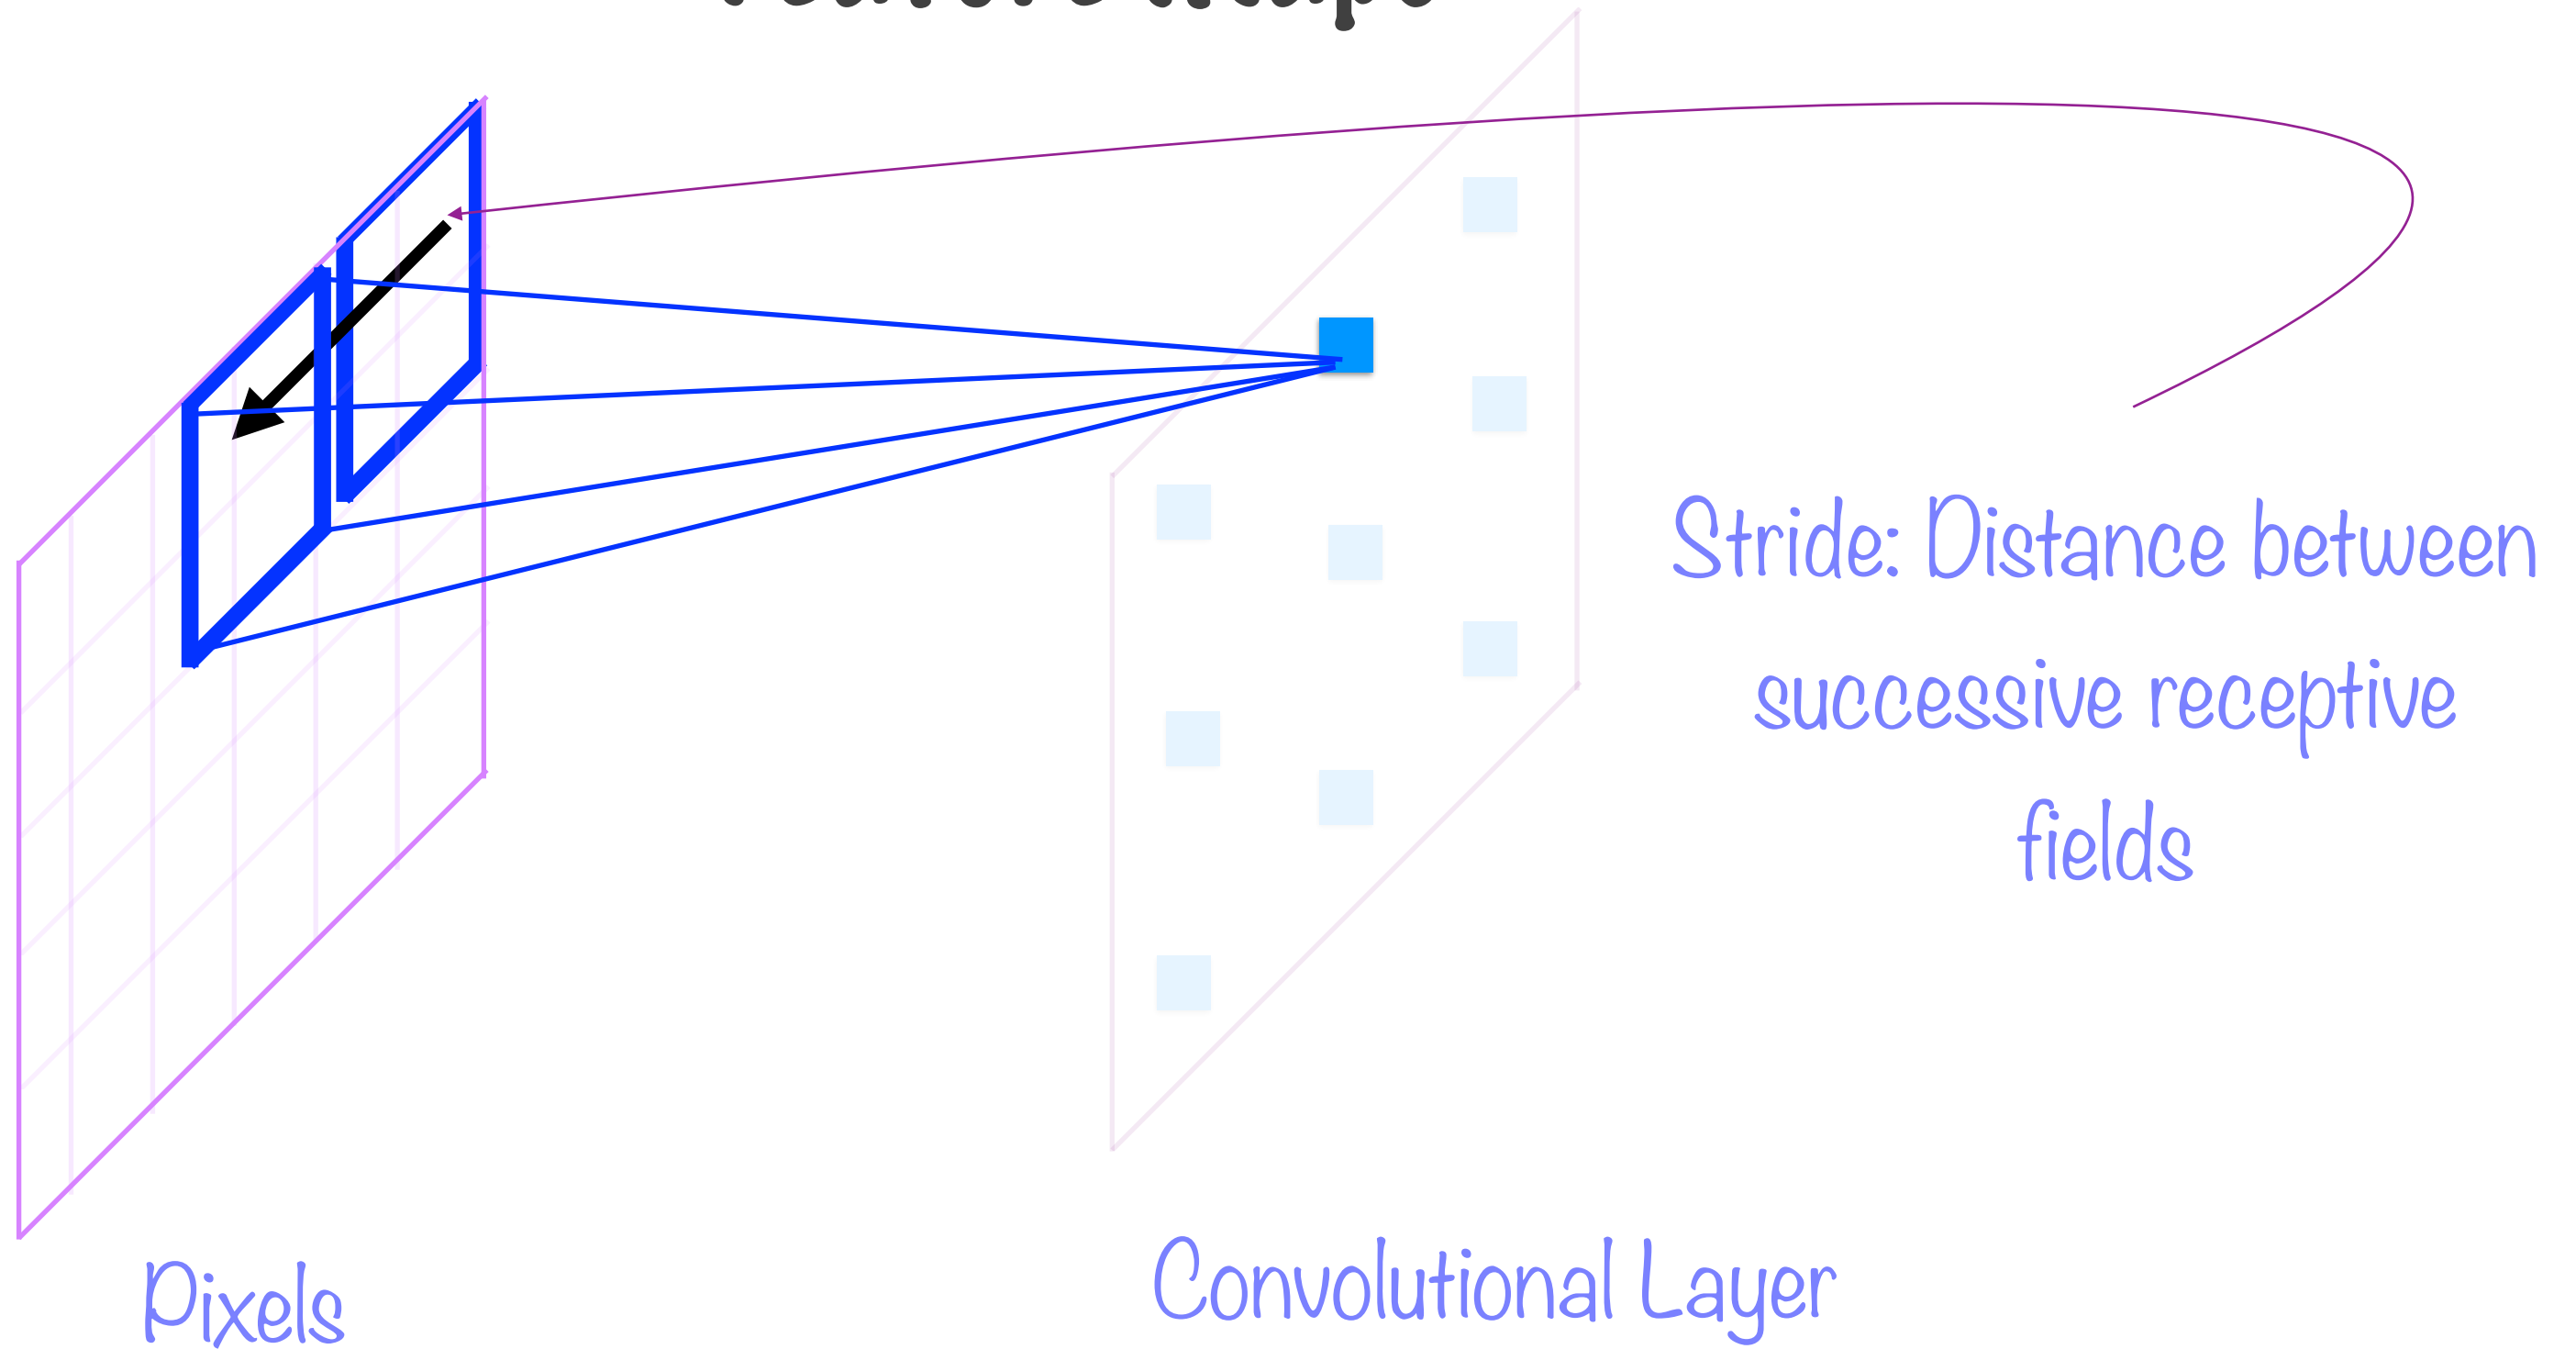 Stride: Distance between
successive receptive
fields
Pixels
Convolutional Layer